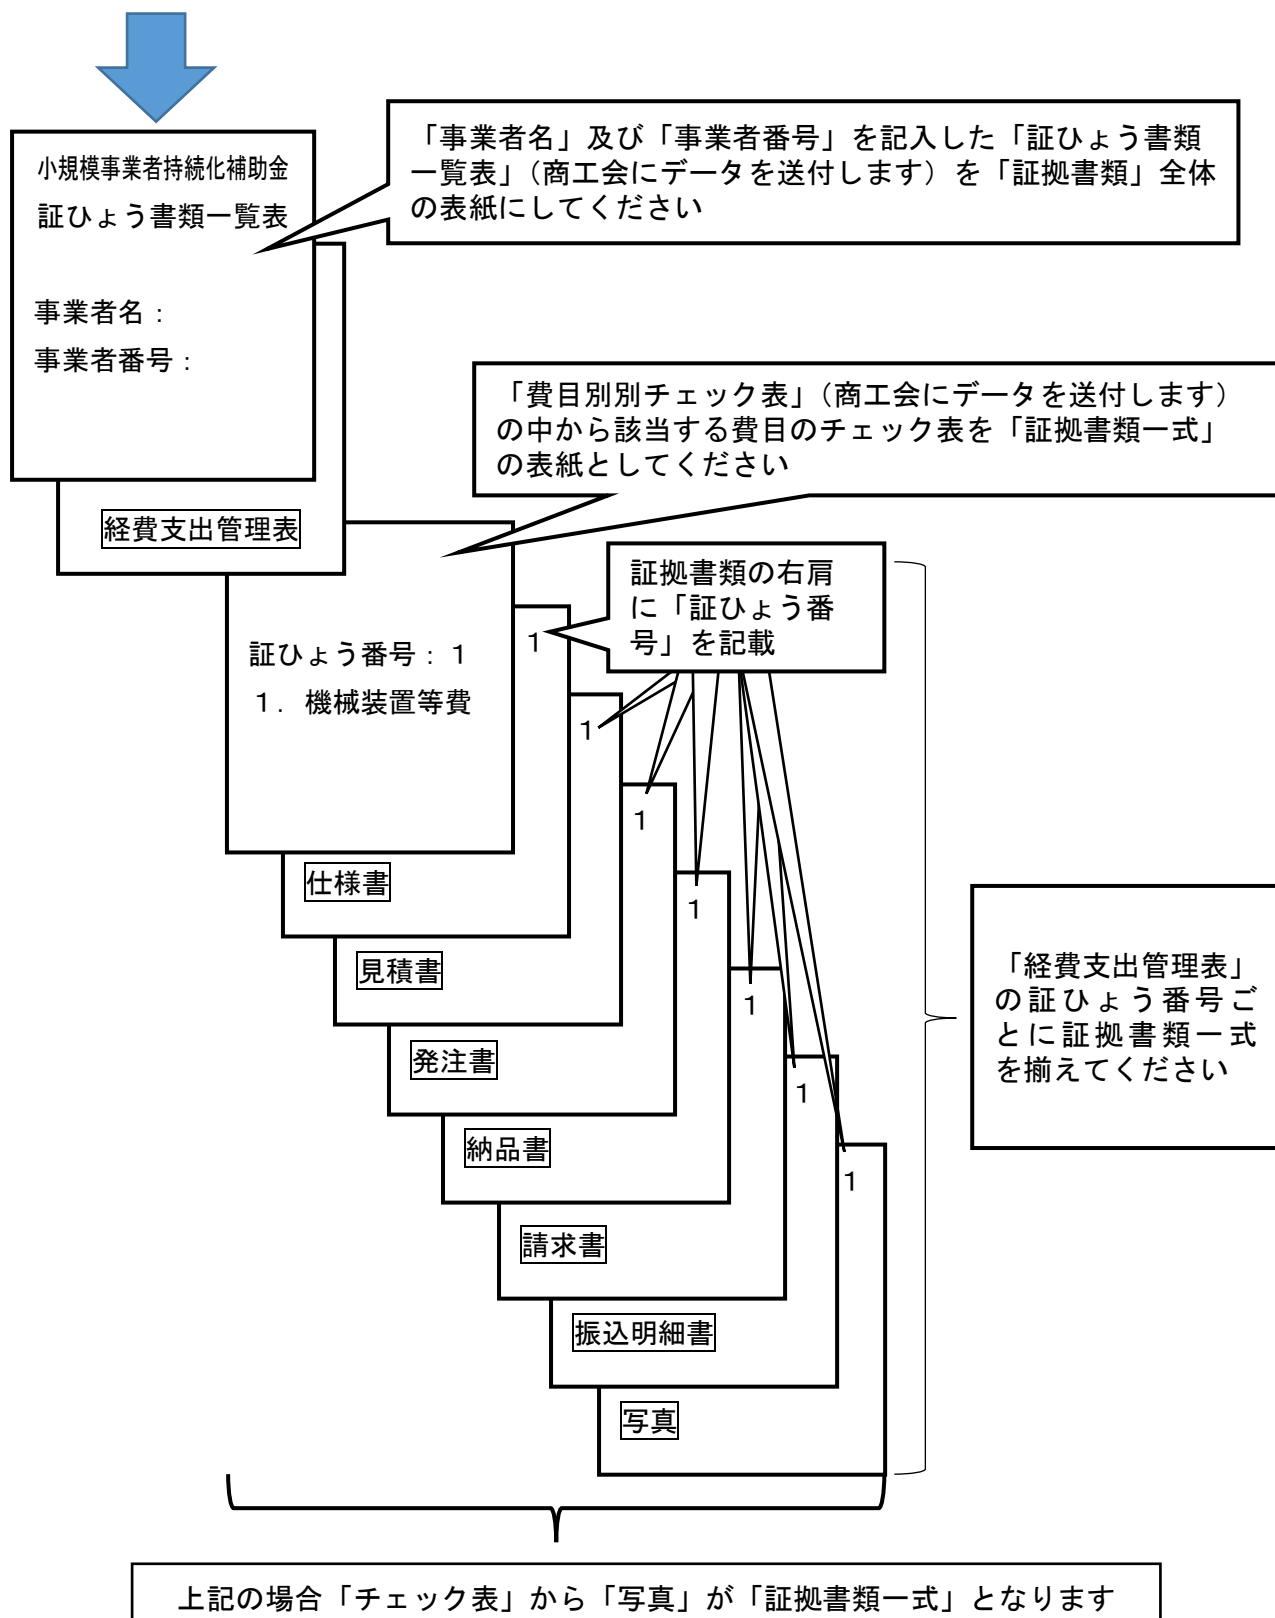 小規模事業者持続化補助金
証ひょう書類一覧表
事業者名：
事業者番号：
「事業者名」及び「事業者番号」を記入した「証ひょう書類
一覧表」（商工会にデータを送付します）を「証拠書類」全体
の表紙にしてください
「費目別別チェック表」（商工会にデータを送付します）
の中から該当する費目のチェック表を「証拠書類一式」
の表紙としてください
経費支出管理表
証拠書類の右肩
に「証ひょう番
号」を記載
証ひょう番号：１
１．機械装置等費
１
１
１
１
１
１
１
仕様書
見積書
発注書
納品書
請求書
振込明細書
写真
「経費支出管理表」
の証ひょう番号ご
とに証拠書類一式
を揃えてください
上記の場合「チェック表」から「写真」が「証拠書類一式」となります